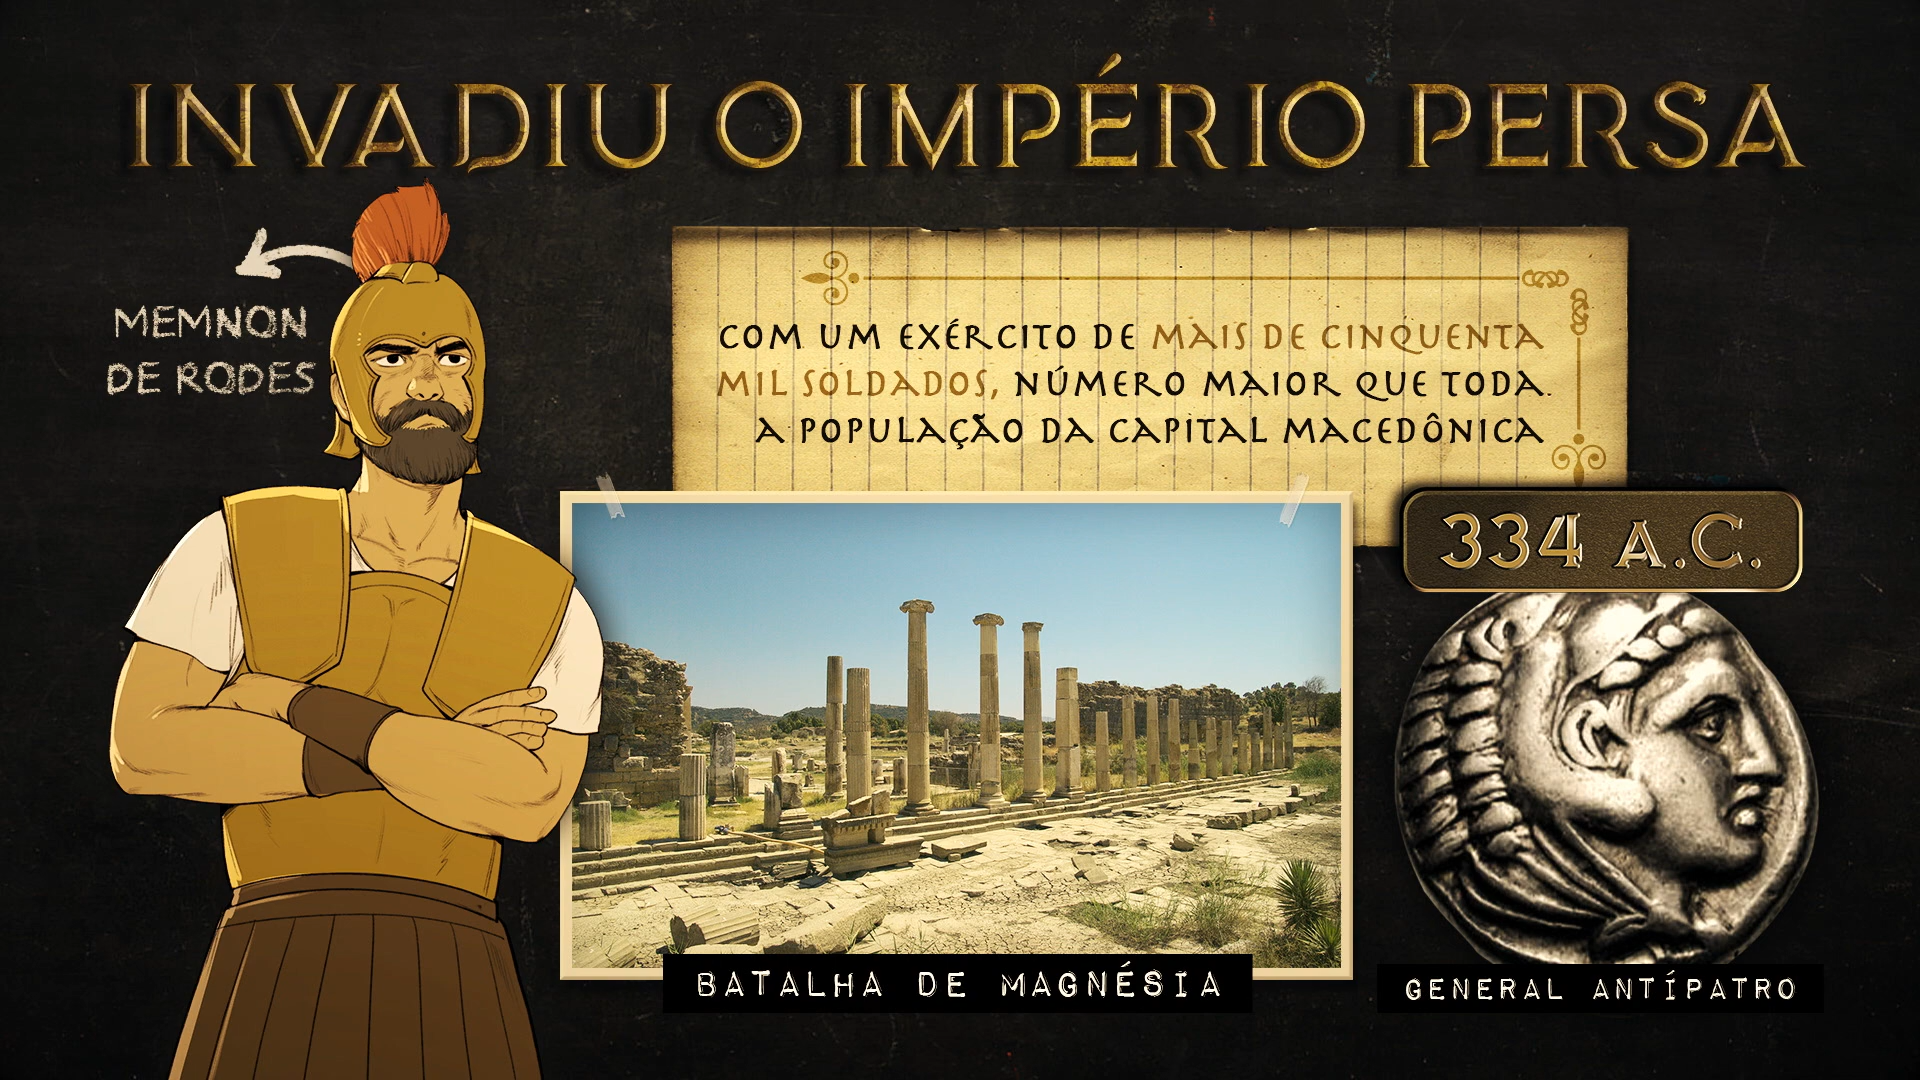 INVADIU O IMPÉRIO PERSA
MEMNON
DE RODES
COM UM EXÉRCITO DE MAIS DE CINQUENTA
MIL SOLDADOS, NÚMERO MAIOR QUE TODA
A POPULAÇÃO DA CAPITAL MACEDÔNICA
334 A.C.
BATALHA DE MAGNÉSIA
GENERAL ANTÍPATRO